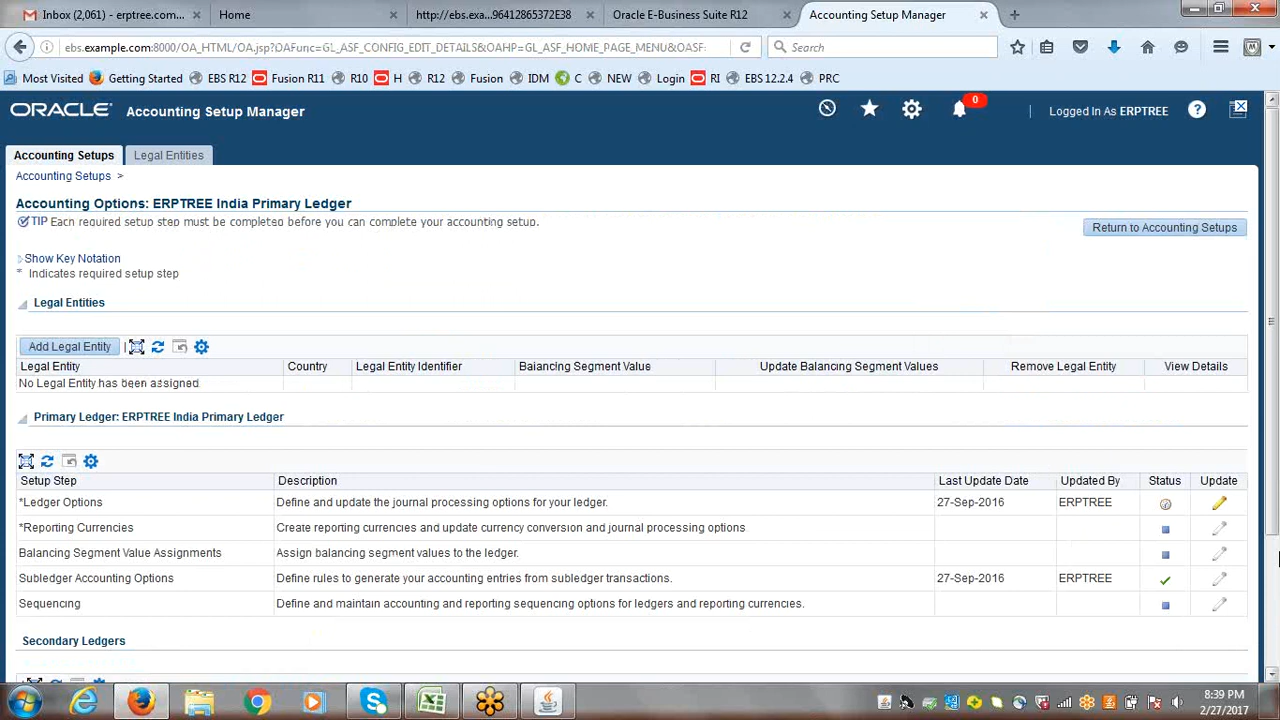 Inbox (2,061) - erptree.com...
Home
http://ebs.exa...96412865372E38
Oracle E-Business Suite R12
Accounting Setup Manager
ebs.example.com:8000/OA_HTML/OA.jsp?OAFunc=GL_ASF_CONFIG_EDIT_DETAILS&OAHP=GL_ASF_HOME_PAGE_MENU&OASF:
Search
Most Visited
Getting Started
EBS R12
Fusion R11
R10
H
R12
Fusion
IDM
C
NEW
Login
RI
EBS 12.2.4
PRC
ORACLE Accounting Setup Manager
0
Logged In As ERPTREE
Accounting Setups
Legal Entities
Accounting Setups >
Accounting Options: ERPTREE India Primary Ledger
TIP Each required setup step must be completed before you can complete your accounting setup.
Return to Accounting Setups
Show Key Notation
* Indicates required setup step
Legal Entities
Add Legal Entity
Legal Entity Country Legal Entity Identifier Balancing Segment Value Update Balancing Segment Values Remove Legal Entity View Details
No Legal Entity has been assigned
Primary Ledger: ERPTREE India Primary Ledger
Setup Step Description Last Update Date Updated By Status Update
*Ledger Options Define and update the journal processing options for your ledger. 27-Sep-2016 ERPTREE
*Reporting Currencies Create reporting currencies and update currency conversion and journal processing options
Balancing Segment Value Assignments Assign balancing segment values to the ledger.
Subledger Accounting Options Define rules to generate your accounting entries from subledger transactions. 27-Sep-2016 ERPTREE
Sequencing Define and maintain accounting and reporting sequencing options for ledgers and reporting currencies.
Secondary Ledgers
8:39 PM
2/27/2017